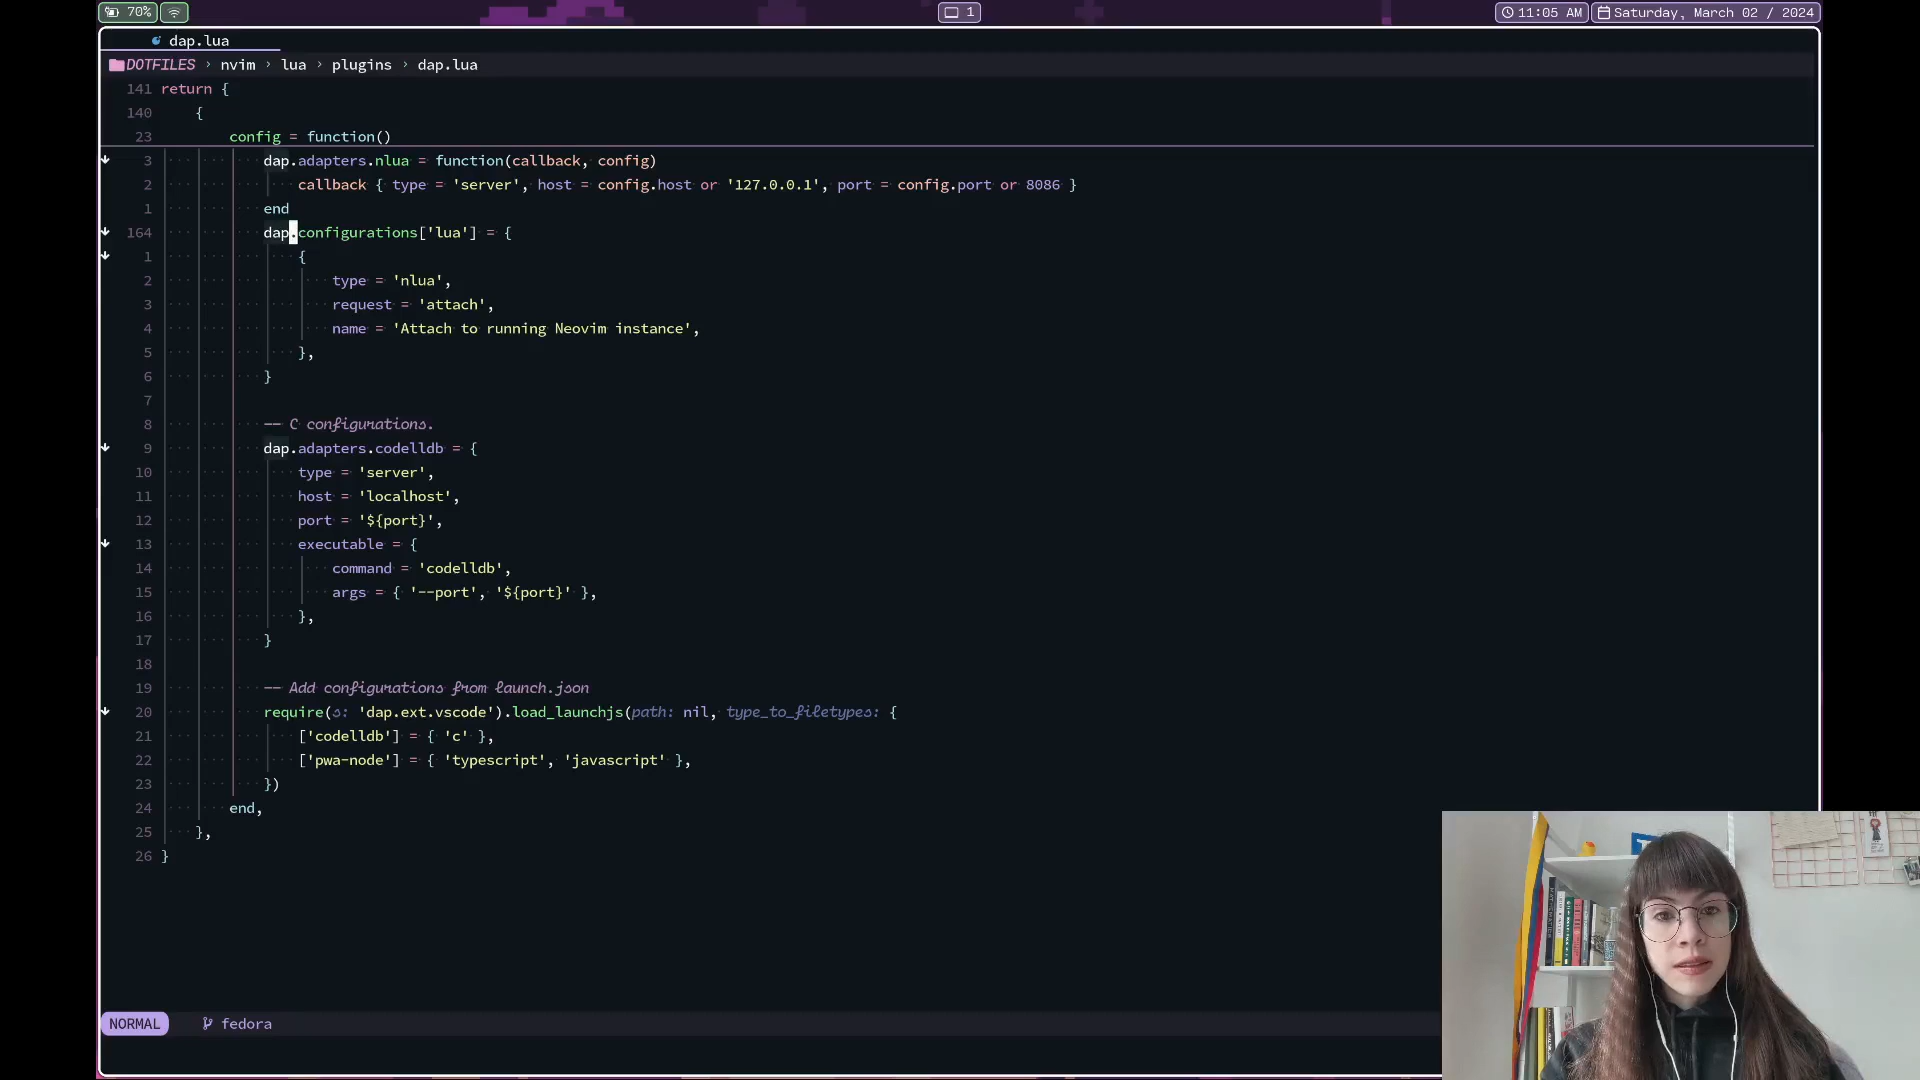 70%
1
11:05 AM
Saturday, March 02 / 2024
dap.lua
DOTFILES › nvim › lua › plugins › dap.lua
141 return {
140 {
23 config = function()
3 dap.adapters.nlua = function(callback, config)
2 callback { type = 'server', host = config.host or '127.0.0.1', port = config.port or 8086 }
1 end
164 dap.configurations['lua'] = {
1 {
2 type = 'nlua',
3 request = 'attach',
4 name = 'Attach to running Neovim instance',
5 },
6 }
7
8 -- C configurations.
9 dap.adapters.codelldb = {
10 type = 'server',
11 host = 'localhost',
12 port = '${port}',
13 executable = {
14 command = 'codelldb',
15 args = { '--port', '${port}' },
16 },
17 }
18
19 -- Add configurations from launch.json
20 require(s: 'dap.ext.vscode').load_launchjs(path: nil, type_to_filetypes: {
21 ['codelldb'] = { 'c' },
22 ['pwa-node'] = { 'typescript', 'javascript' },
23 })
24 end,
25 },
26 }
NORMAL fedora